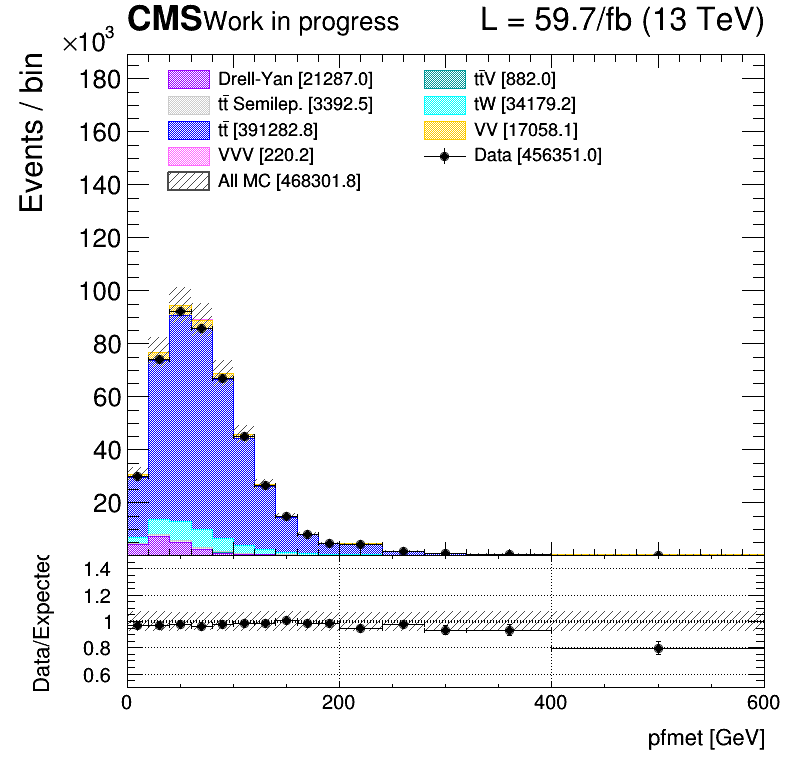 CMS Work in progress L = 59.7/fb (13 TeV)
×10³
Events / bin
180
160
140
120
100
80
60
40
20
Drell-Yan [21287.0]
tt̄V [882.0]
tt̄ Semilep. [3392.5]
tW [34179.2]
tt̄ [391282.8]
VV [17058.1]
VVV [220.2]
Data [456351.0]
All MC [468301.8]
Data/Expected
1.4
1.2
1
0.8
0.6
0 200 400 600
pfmet [GeV]